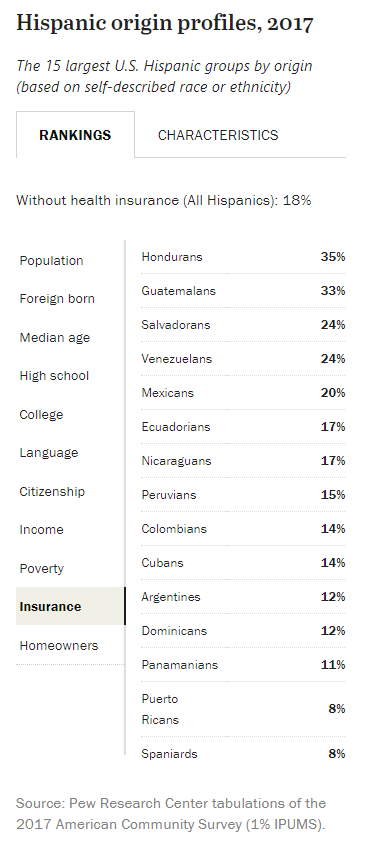 Hispanic origin profiles, 2017
The 15 largest U.S. Hispanic groups by origin
(based on self-described race or ethnicity)
RANKINGS
CHARACTERISTICS
Without health insurance (All Hispanics): 18%
Population
Foreign born
Median age
High school
College
Language
Citizenship
Income
Poverty
Insurance
Homeowners
Hondurans 35%
Guatemalans 33%
Salvadorans 24%
Venezuelans 24%
Mexicans 20%
Ecuadorians 17%
Nicaraguans 17%
Peruvians 15%
Colombians 14%
Cubans 14%
Argentines 12%
Dominicans 12%
Panamanians 11%
Puerto
Ricans 8%
Spaniards 8%
Source: Pew Research Center tabulations of the
2017 American Community Survey (1% IPUMS).